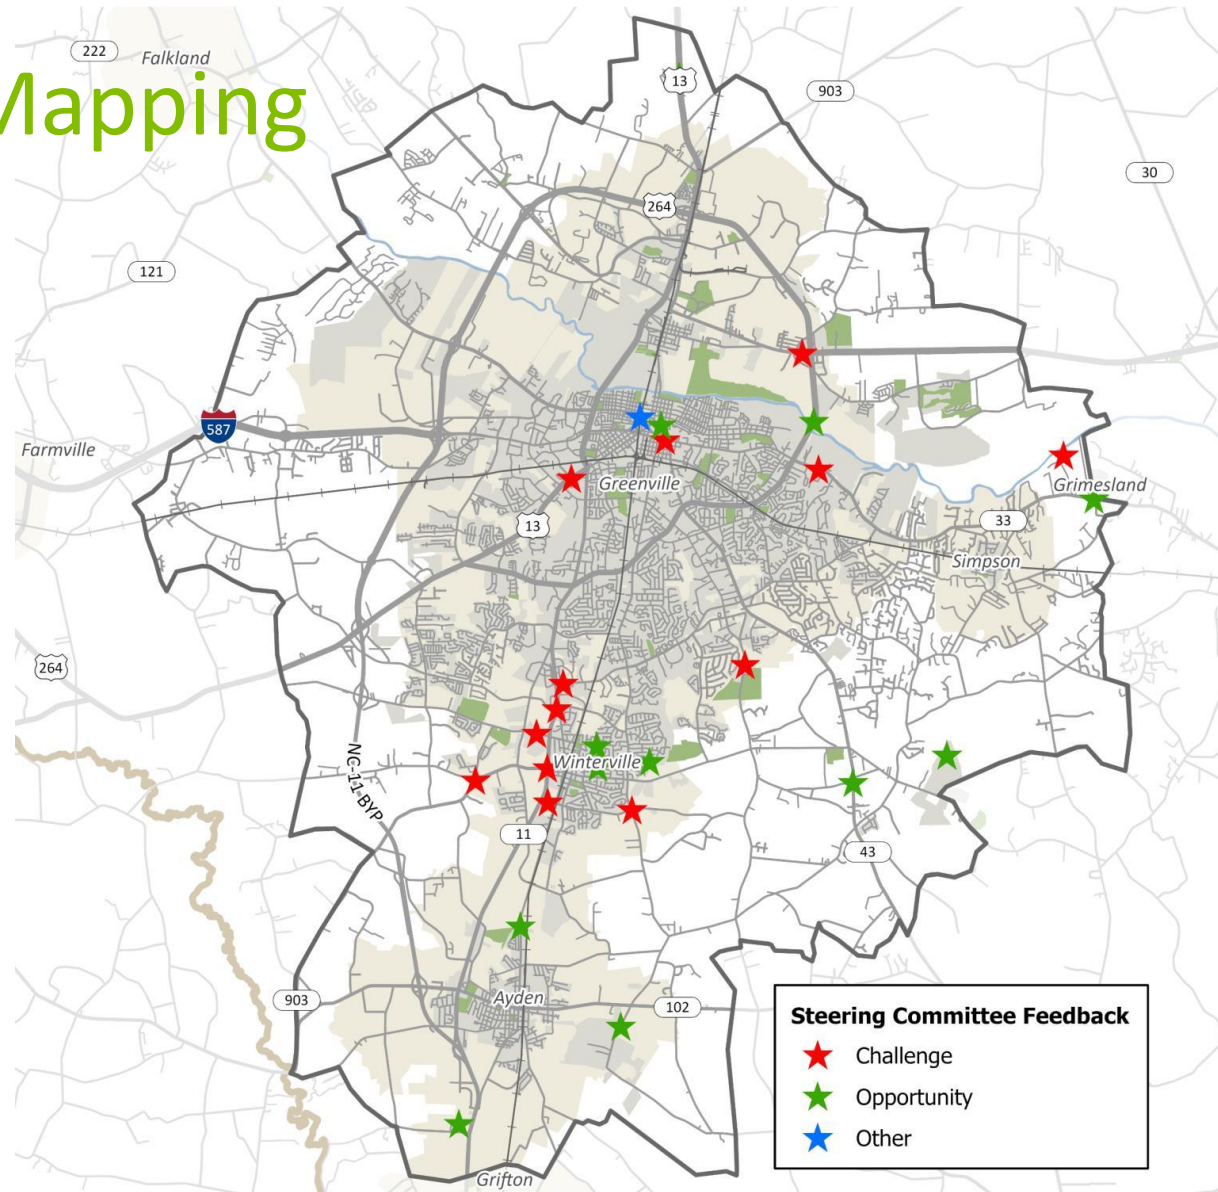 222
Falkland
Mapping
13
903
30
264
121
587
Farmville
Greenville
Grimesland
13
33
Simpson
264
NC-11-BYP
Winterville
11
43
903
Ayden
102
Grifton
Steering Committee Feedback
Challenge
Opportunity
Other